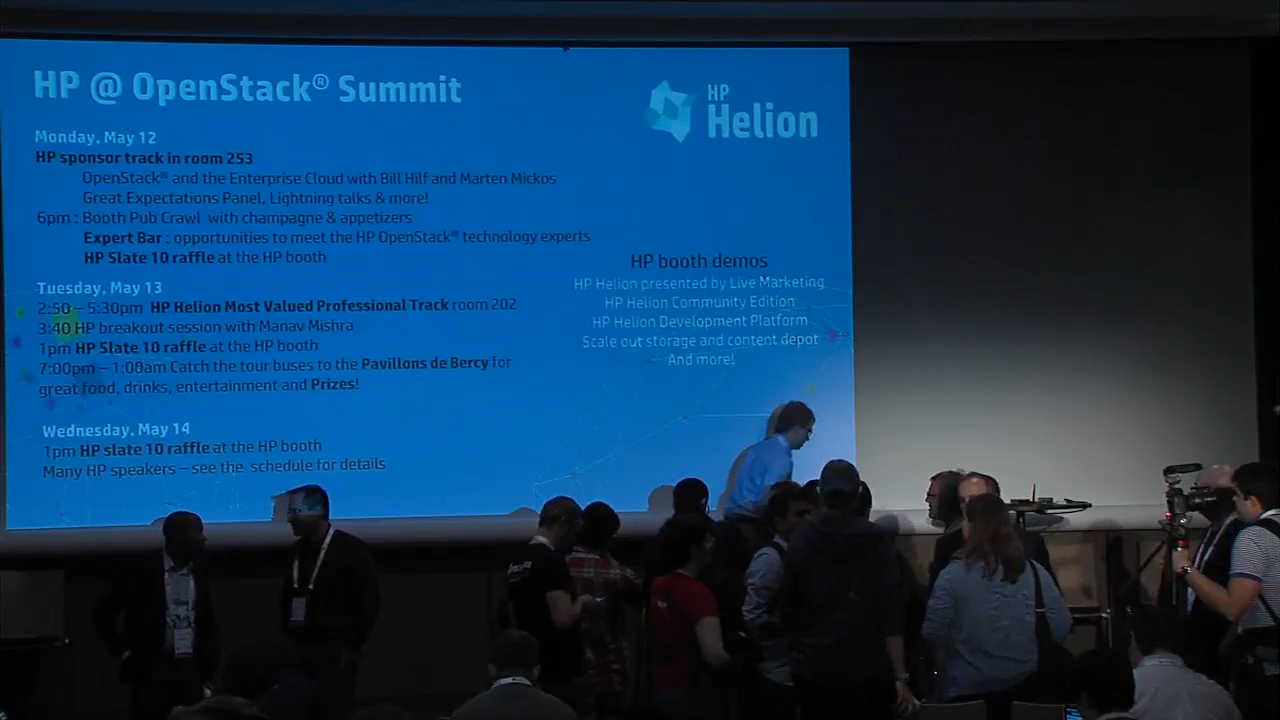 HP @ OpenStack® Summit
HP
Helion
Monday, May 12
HP sponsor track in room 253
OpenStack® and the Enterprise Cloud with Bill Hilf and Marten Mickos
Great Expectations Panel, Lightning talks & more!
6pm : Booth Pub Crawl with champagne & appetizers
Expert Bar : opportunities to meet the HP OpenStack® technology experts
HP Slate 10 raffle at the HP booth
Tuesday, May 13
2:50 – 5:30pm HP Helion Most Valued Professional Track room 202
3:40 HP breakout session with Manav Mishra
1pm HP Slate 10 raffle at the HP booth
7:00pm – 1:00am Catch the tour buses to the Pavillons de Bercy for
great food, drinks, entertainment and Prizes!
Wednesday, May 14
1pm HP slate 10 raffle at the HP booth
Many HP speakers – see the schedule for details
HP booth demos
HP Helion presented by Live Marketing
HP Helion Community Edition
HP Helion Development Platform
Scale out storage and content depot
And more!